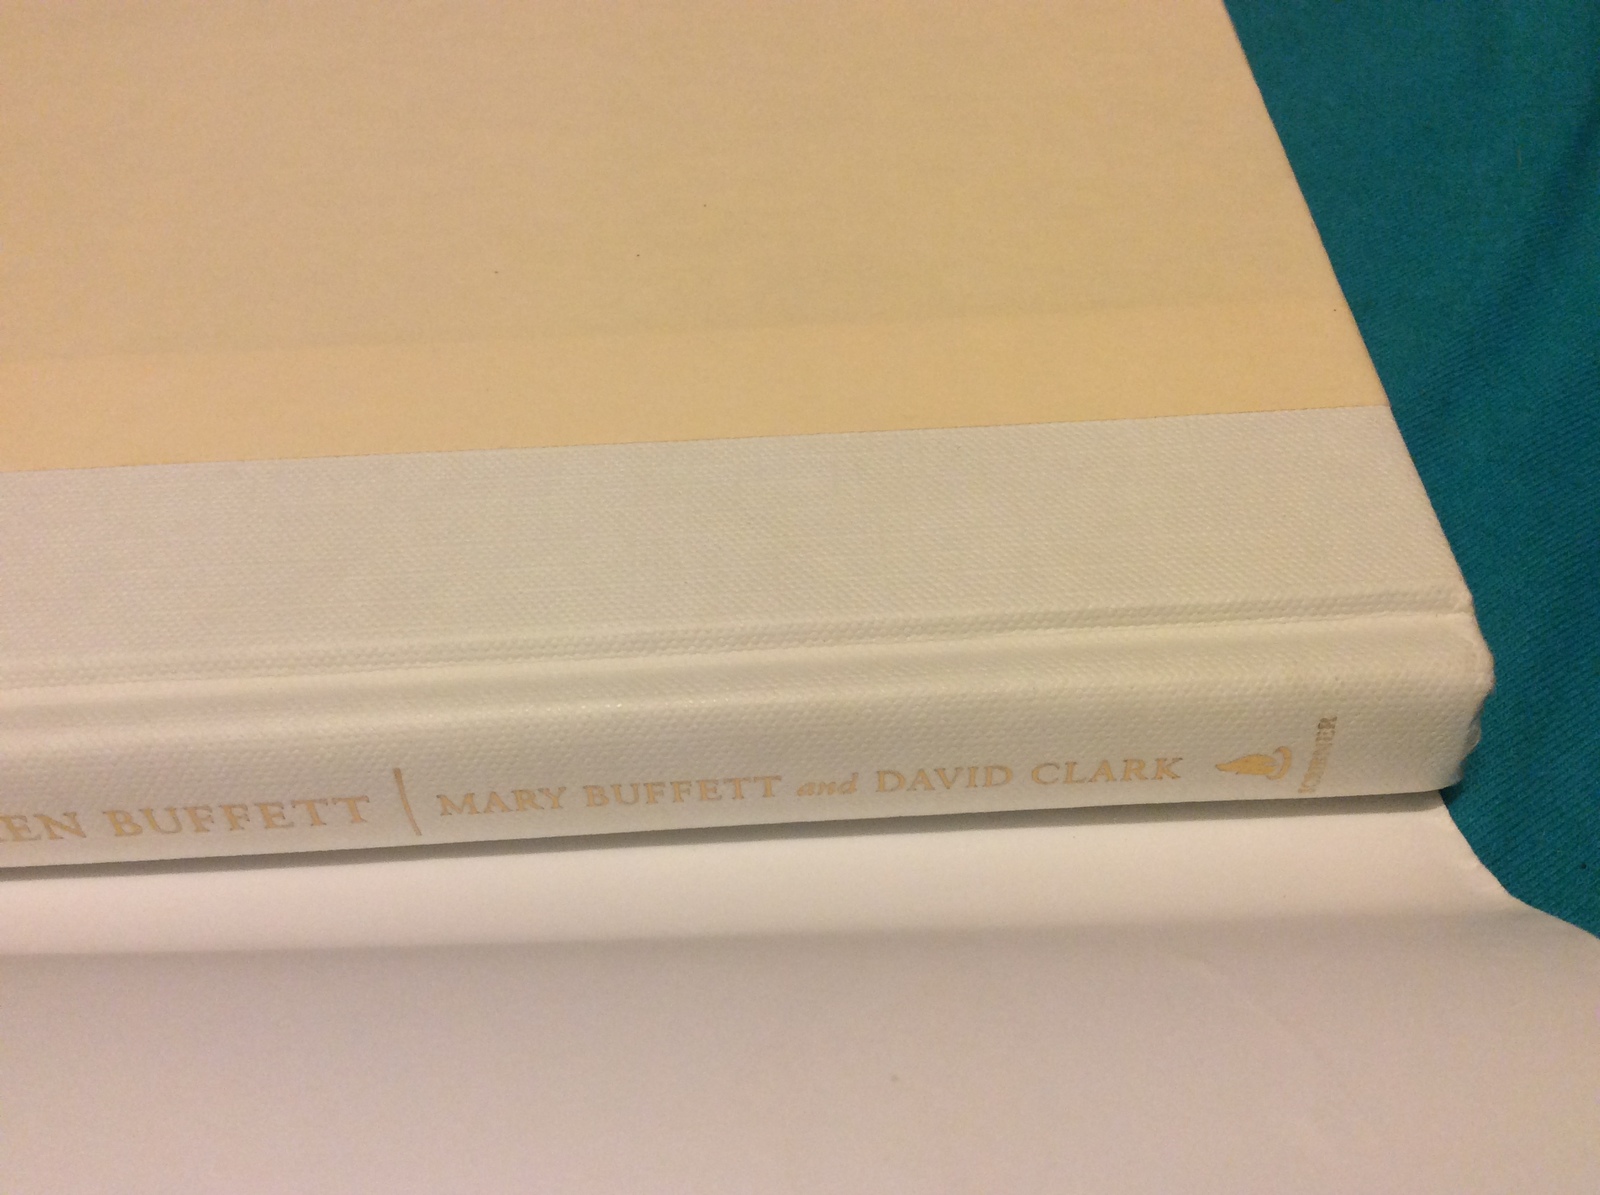 EN BUFFETT | MARY BUFFETT and DAVID CLARK
SCRIBNER